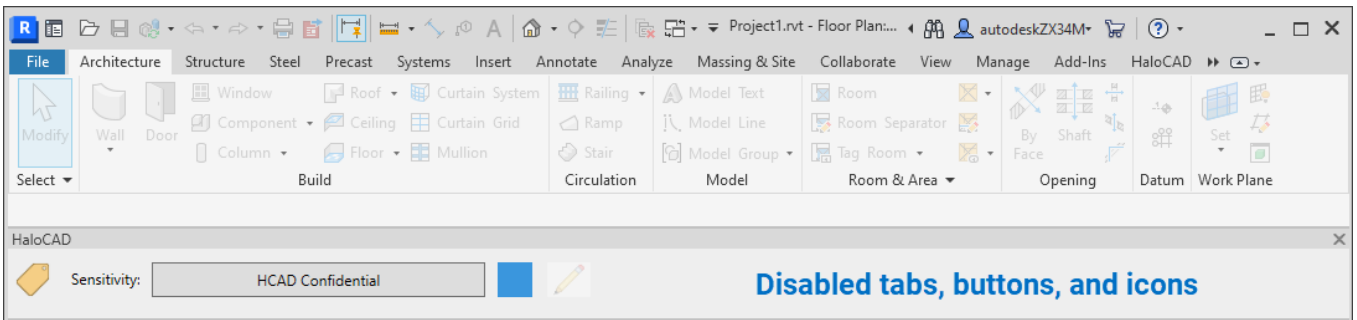 R Project1.rvt - Floor Plan:... autodeskZX34M
File Architecture Structure Steel Precast Systems Insert Annotate Analyze Massing & Site Collaborate View Manage Add-Ins HaloCAD
Modify
Wall
Door
Window
Component
Column
Roof
Ceiling
Floor
Curtain System
Curtain Grid
Mullion
Railing
Ramp
Stair
Model Text
Model Line
Model Group
Room
Room Separator
Tag Room
By
Face
Shaft
Set
Select Build Circulation Model Room & Area Opening Datum Work Plane
HaloCAD
Sensitivity: HCAD Confidential Disabled tabs, buttons, and icons